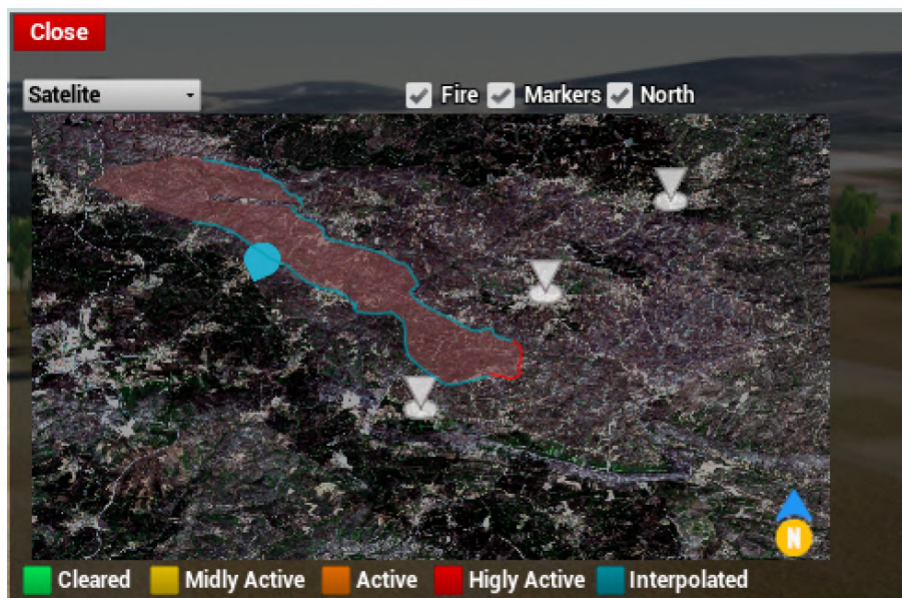 Close
Satelite
Fire Markers North
N
Cleared Midly Active Active Higly Active Interpolated